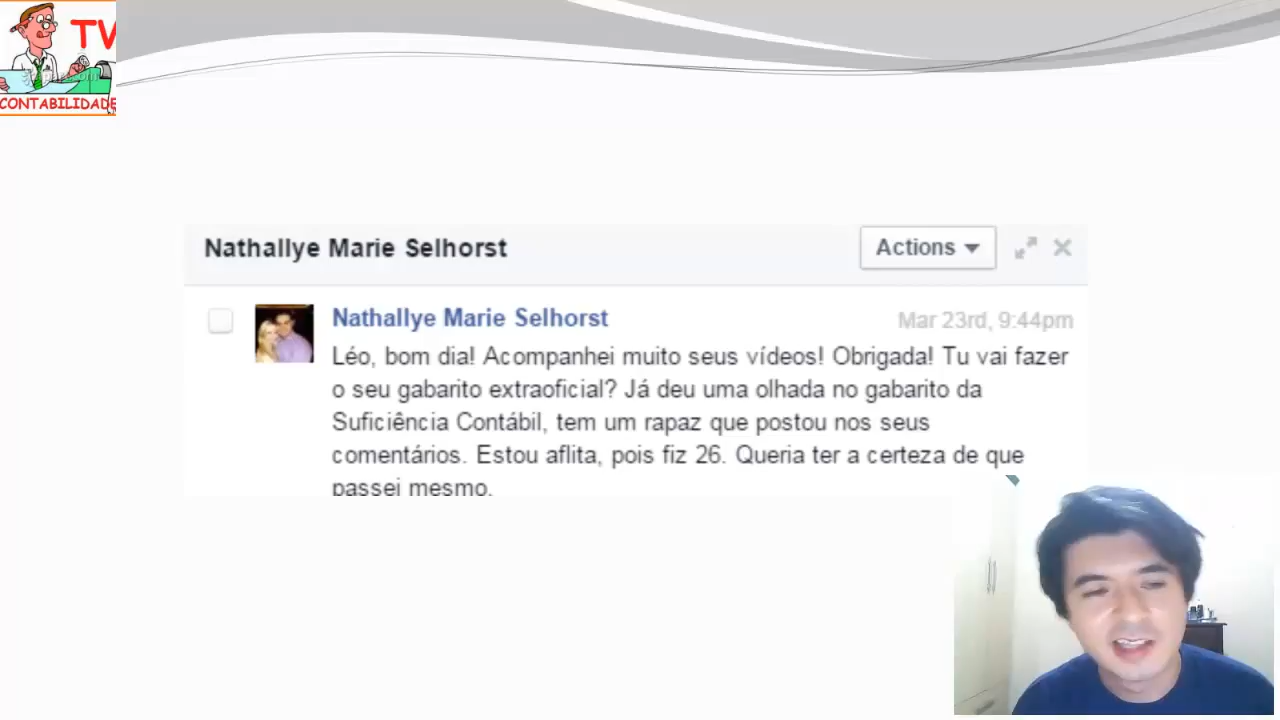 TV
CONTABILIDADE
Nathallye Marie Selhorst
Actions
Nathallye Marie Selhorst
Mar 23rd, 9:44pm
Léo, bom dia! Acompanhei muito seus vídeos! Obrigada! Tu vai fazer
o seu gabarito extraoficial? Já deu uma olhada no gabarito da
Suficiência Contábil, tem um rapaz que postou nos seus
comentários. Estou aflita, pois fiz 26. Queria ter a certeza de que
passei mesmo.